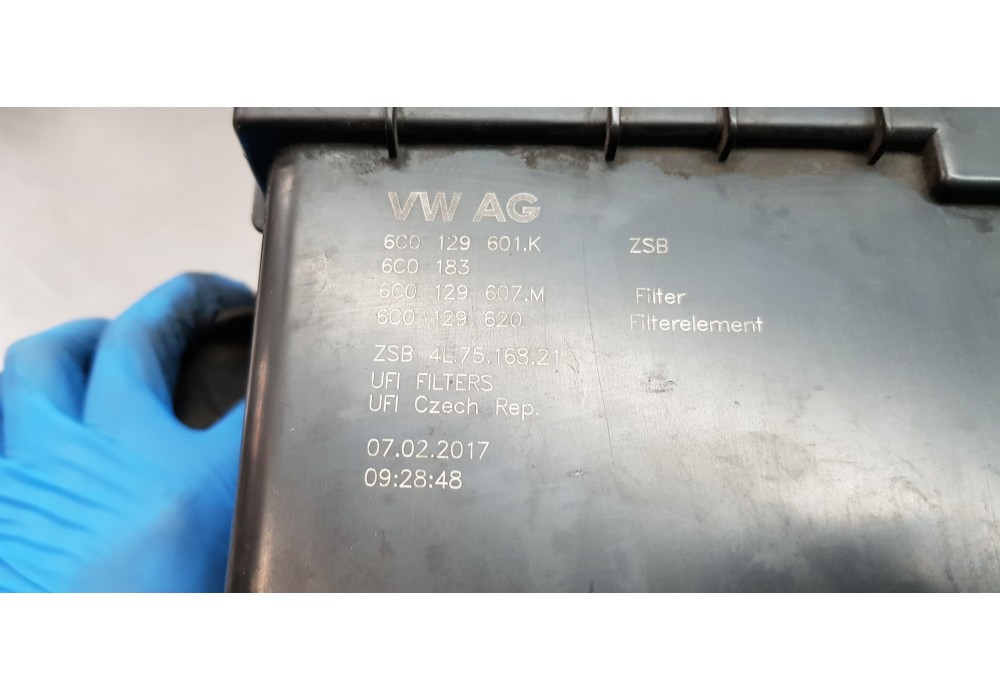 VW AG
6C0 129 601.K ZSB
6C0 183
6C0 129 607.M Filter
6C0 129 620 Filterelement
ZSB 4L.75.168.21
UFI FILTERS
UFI Czech Rep.
07.02.2017
09:28:48